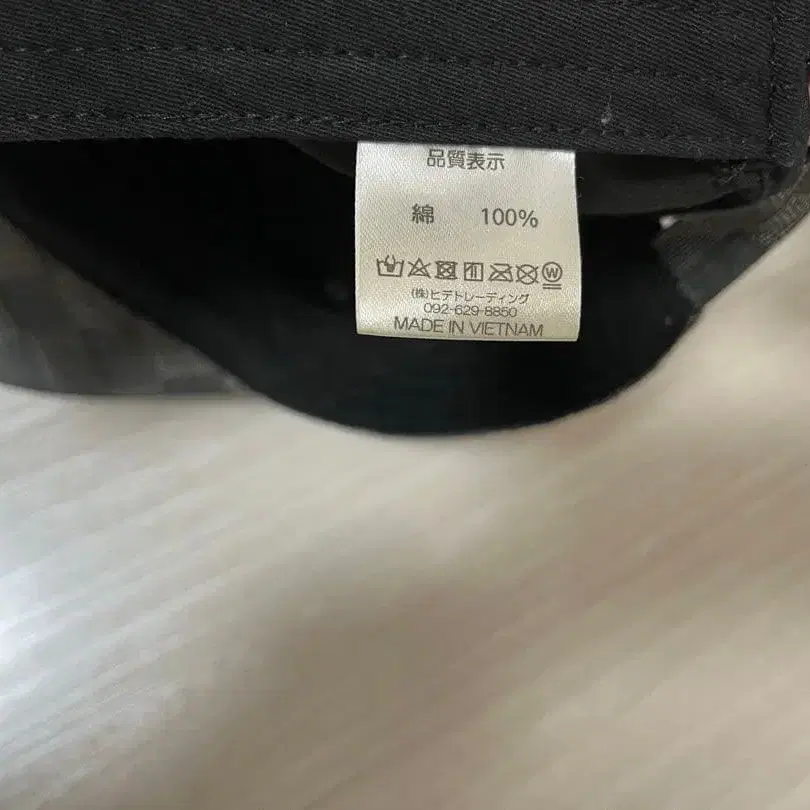 品質表示
綿 100%
W
(株)ヒデトレーディング
092-629-8850
MADE IN VIETNAM